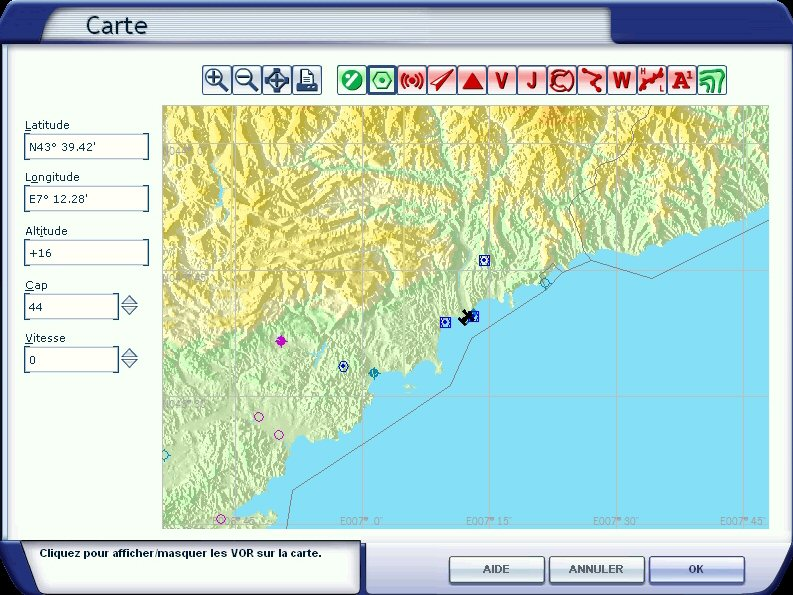 Carte
V
J
W
H
L
A¹
Latitude
N43° 39.42'
Longitude
E7° 12.28'
Altitude
+16
Cap
44
Vitesse
0
E007° 0'
E007° 15'
E007° 30'
E007° 45'
Cliquez pour afficher/masquer les VOR sur la carte.
AIDE
ANNULER
OK